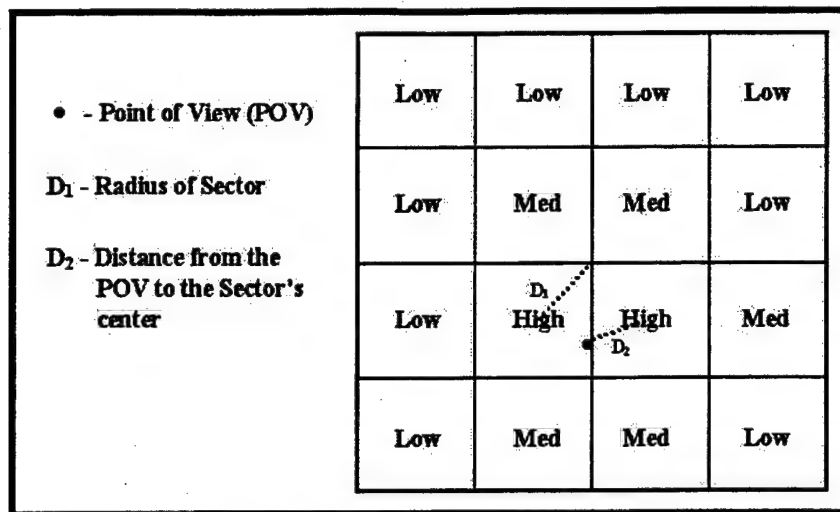 • - Point of View (POV)
D₁ - Radius of Sector
D₂ - Distance from the
POV to the Sector's
center
Low Low Low Low
Low Med Med Low
D₁
Low High High Med
D₂
Low Med Med Low